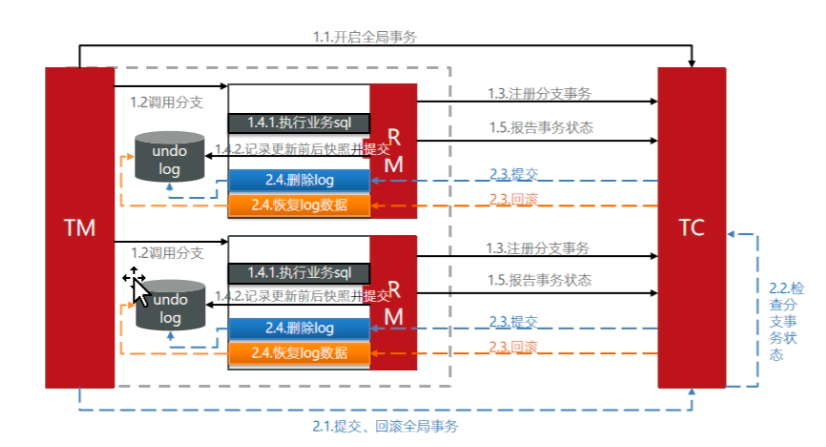 1.1.开启全局事务
1.2调用分支
1.3.注册分支事务
1.4.1.执行业务sql
R
M
1.5.报告事务状态
undo
log
1.4.2.记录更新前后快照并提交
2.4.删除log
2.3.提交
2.4.恢复log数据
2.3.回滚
TM
TC
1.2调用分支
1.3.注册分支事务
1.4.1.执行业务sql
R
M
1.5.报告事务状态
undo
log
1.4.2.记录更新前后快照并提交
2.4.删除log
2.3.提交
2.4.恢复log数据
2.3.回滚
2.2.检
查分
支事
务状
态
2.1.提交、回滚全局事务